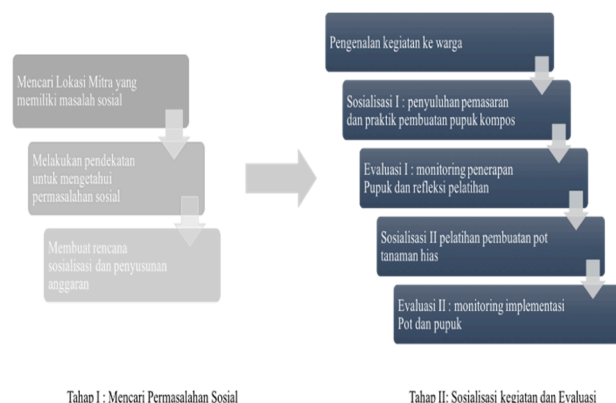 Mencari Lokasi Mitra yang
memiliki masalah sosial
Melakukan pendekatan
untuk mengetahui
permasalahan sosial
Membuat rencana
sosialisasi dan penyusunan
anggaran
Tahap I : Mencari Permasalahan Sosial
Pengenalan kegiatan ke warga
Sosialisasi I : penyuluhan pemasaran
dan praktik pembuatan pupuk kompos
Evaluasi I : monitoring penerapan
Pupuk dan refleksi pelatihan
Sosialisasi II pelatihan pembuatan pot
tanaman hias
Evaluasi II : monitoring implementasi
Pot dan pupuk
Tahap II: Sosialisasi kegiatan dan Evaluasi